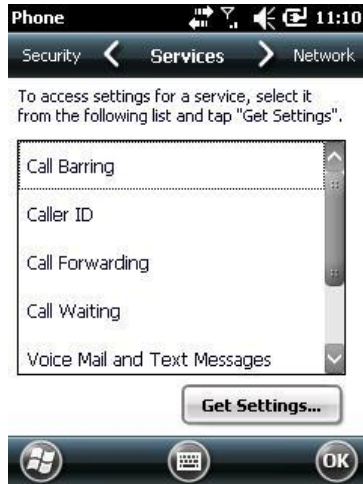 Phone 11:10
Security Services Network
To access settings for a service, select it
from the following list and tap "Get Settings".
Call Barring
Caller ID
Call Forwarding
Call Waiting
Voice Mail and Text Messages
Get Settings...
OK